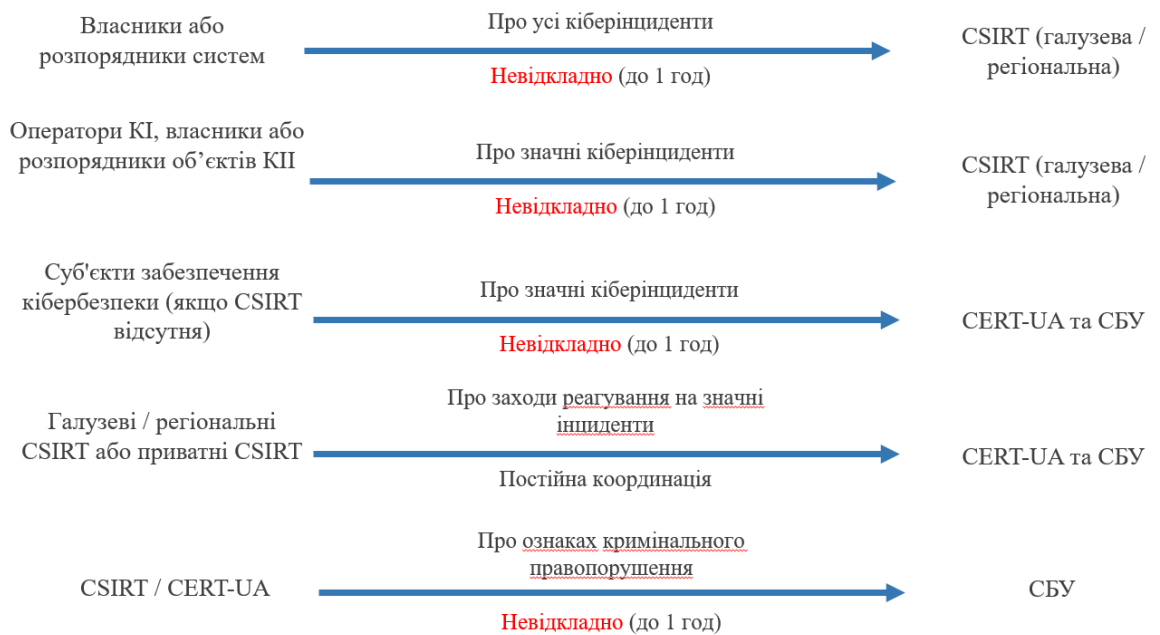 Власники або
розпорядники систем
Про усі кіберінциденти
Невідкладно (до 1 год)
CSIRT (галузева /
регіональна)
Оператори КІ, власники або
розпорядники об’єктів КІІ
Про значні кіберінциденти
Невідкладно (до 1 год)
CSIRT (галузева /
регіональна)
Суб'єкти забезпечення
кібербезпеки (якщо CSIRT
відсутня)
Про значні кіберінциденти
Невідкладно (до 1 год)
CERT-UA та СБУ
Галузеві / регіональні
CSIRT або приватні CSIRT
Про заходи реагування на значні
інциденти
Постійна координація
CERT-UA та СБУ
CSIRT / CERT-UA
Про ознаках кримінального
правопорушення
Невідкладно (до 1 год)
СБУ